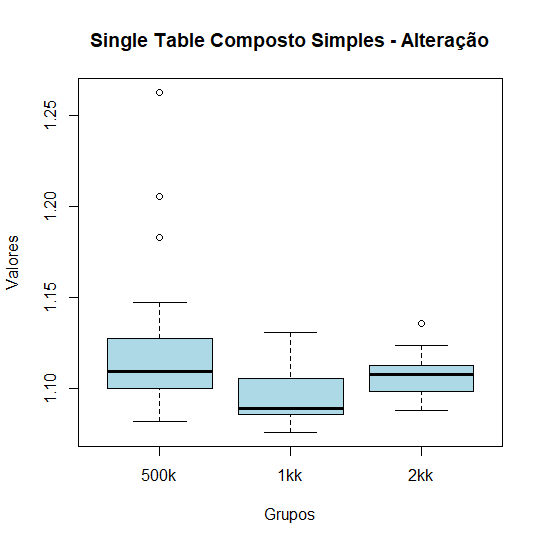 Single Table Composto Simples - Alteração
Valores
1.25
1.20
1.15
1.10
500k
1kk
2kk
Grupos